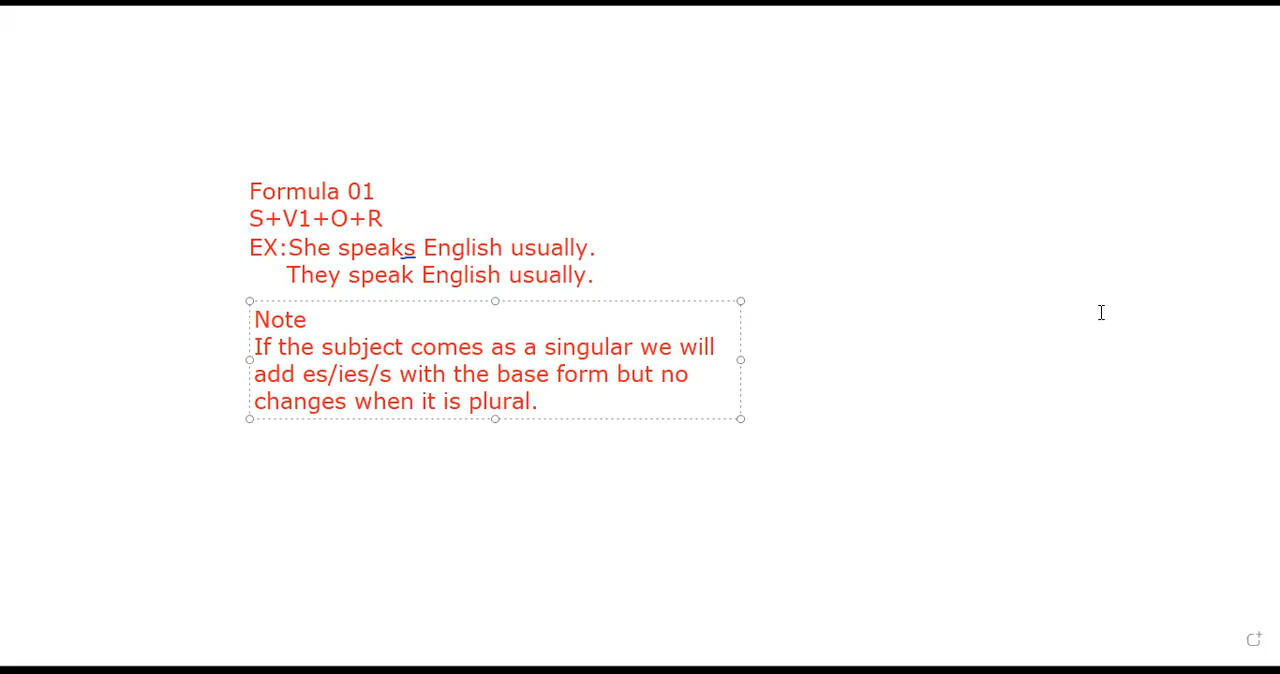 Formula 01
S+V1+O+R
EX:She speaks English usually.
They speak English usually.
Note
If the subject comes as a singular we will
add es/ies/s with the base form but no
changes when it is plural.